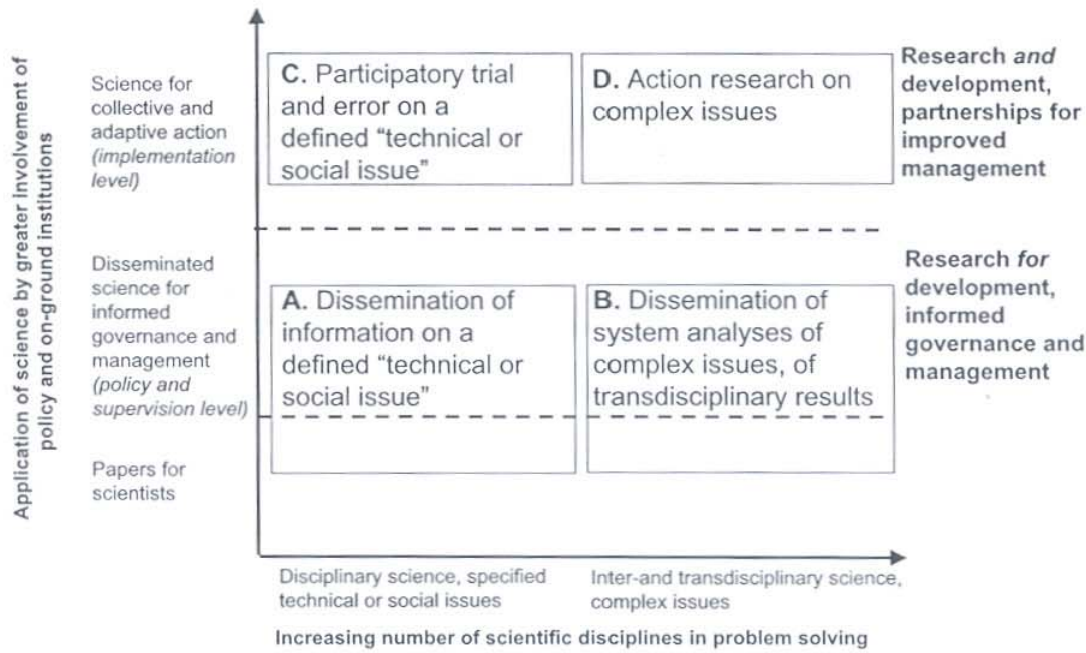 Application of science by greater involvement of
policy and on-ground institutions
Science for
collective and
adaptive action
(implementation
level)
C. Participatory trial
and error on a
defined "technical or
social issue"
D. Action research on
complex issues
Research and
development,
partnerships for
improved
management
Disseminated
science for
informed
governance and
management
(policy and
supervision level)
A. Dissemination of
information on a
defined "technical or
social issue"
B. Dissemination of
system analyses of
complex issues, of
transdisciplinary results
Research for
development,
informed
governance and
management
Papers for
scientists
Disciplinary science, specified
technical or social issues
Inter-and transdisciplinary science,
complex issues
Increasing number of scientific disciplines in problem solving